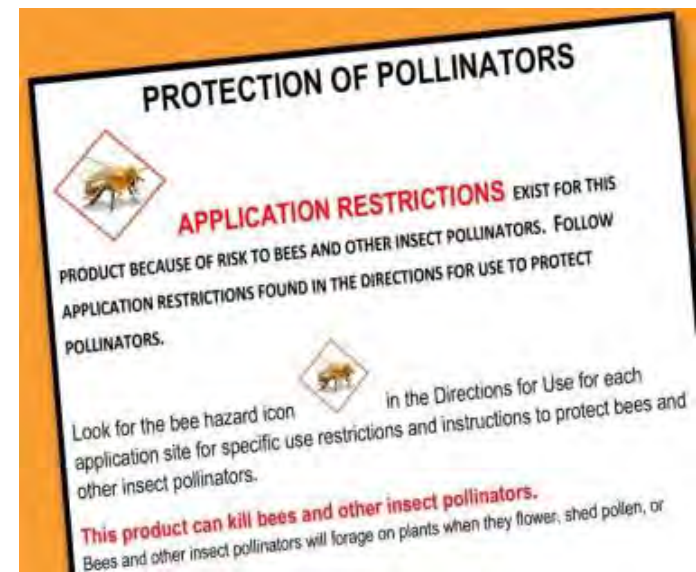 PROTECTION OF POLLINATORS
APPLICATION RESTRICTIONS EXIST FOR THIS
PRODUCT BECAUSE OF RISK TO BEES AND OTHER INSECT POLLINATORS. FOLLOW
APPLICATION RESTRICTIONS FOUND IN THE DIRECTIONS FOR USE TO PROTECT
POLLINATORS.
Look for the bee hazard icon in the Directions for Use for each
application site for specific use restrictions and instructions to protect bees and
other insect pollinators.
This product can kill bees and other insect pollinators.
Bees and other insect pollinators will forage on plants when they flower, shed pollen, or